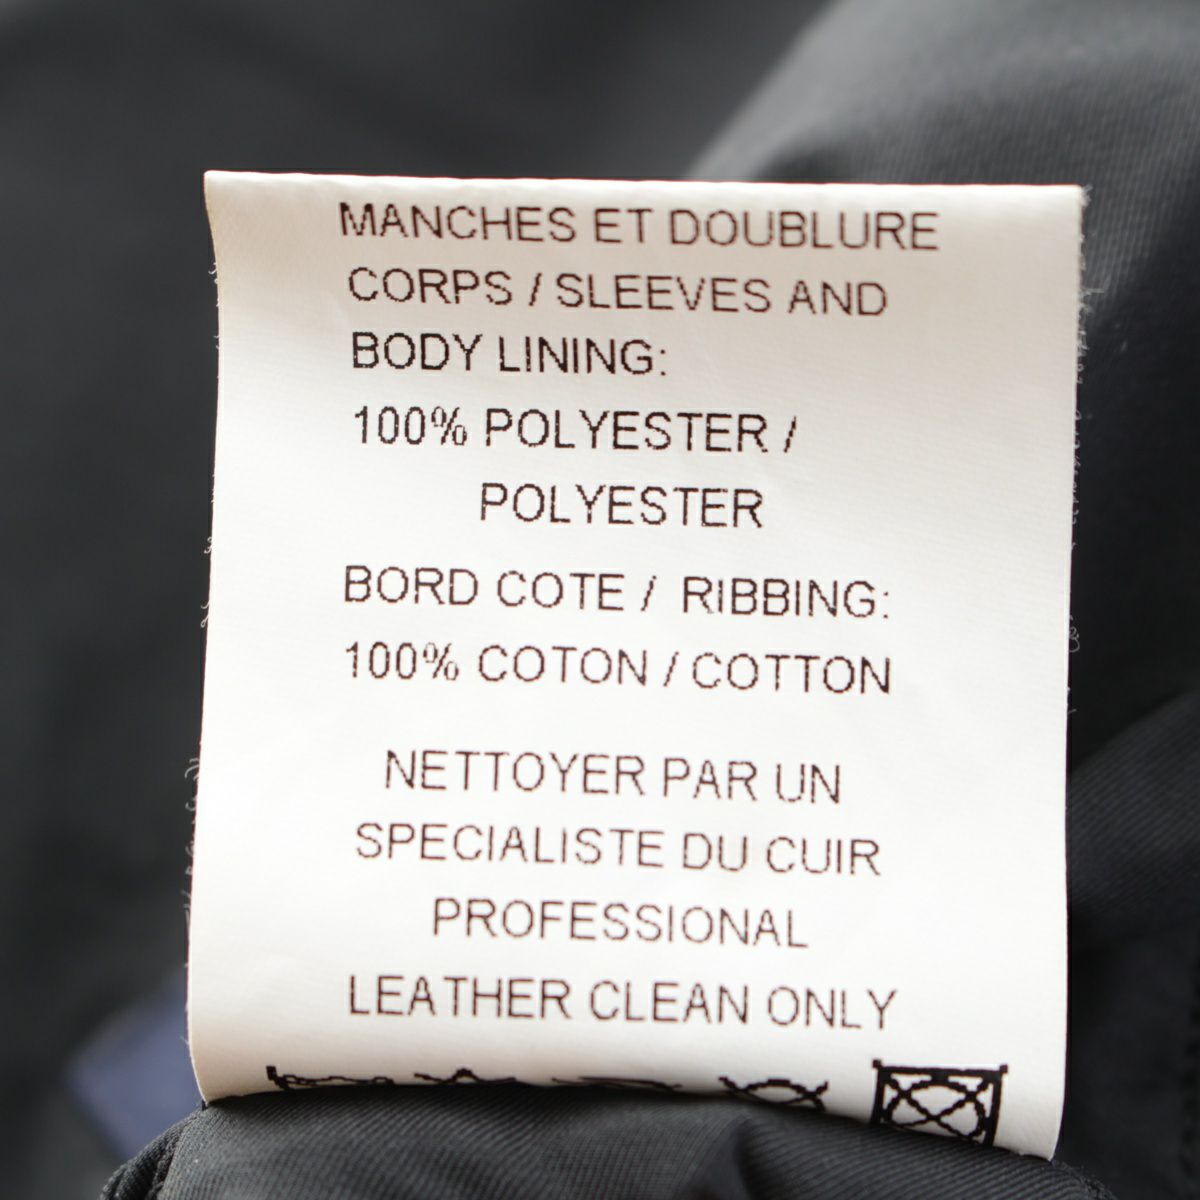 MANCHES ET DOUBLURE
CORPS / SLEEVES AND
BODY LINING:
100% POLYESTER /
POLYESTER
BORD COTE / RIBBING:
100% COTON / COTTON
NETTOYER PAR UN
SPECIALISTE DU CUIR
PROFESSIONAL
LEATHER CLEAN ONLY